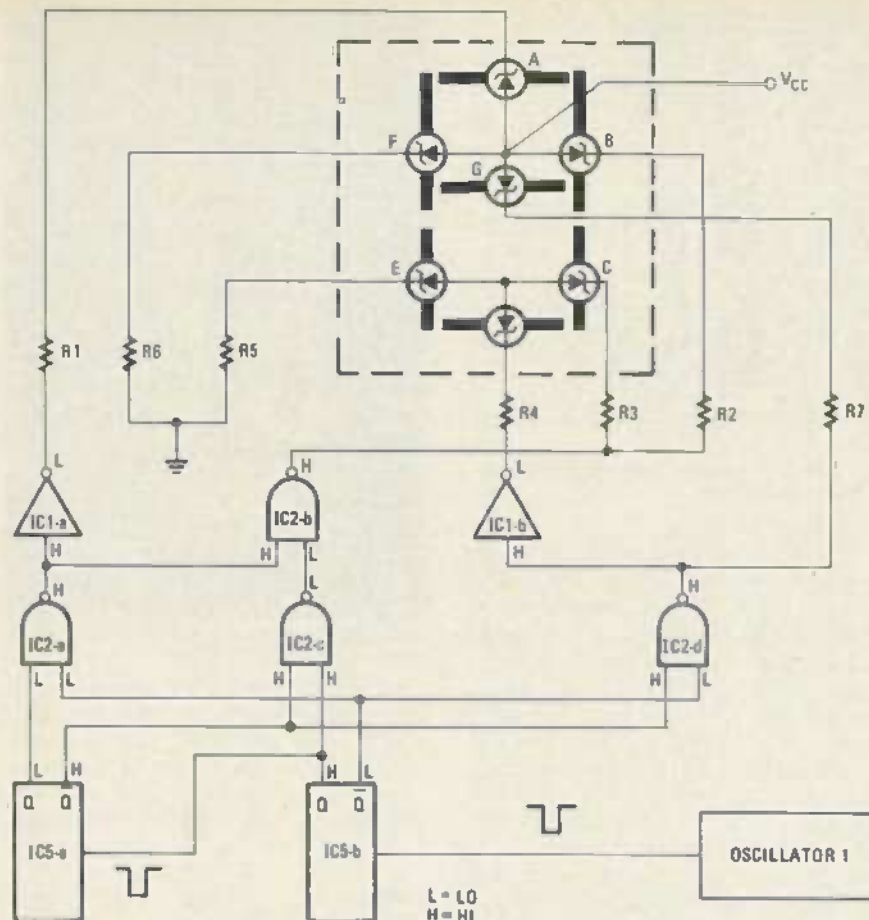 A
VCC
F
B
G
E
C
R1
R6
R5
R4
R3
R2
R7
L
H
L
IC1-a
IC2-b
IC1-b
H
H
L
H
H
L
H
IC2-a
IC2-c
IC2-d
L
L
H
H
H
L
L
H
H
L
Q
Q
Q
Q
IC5-a
IC5-b
OSCILLATOR 1
L = LO
H = HI